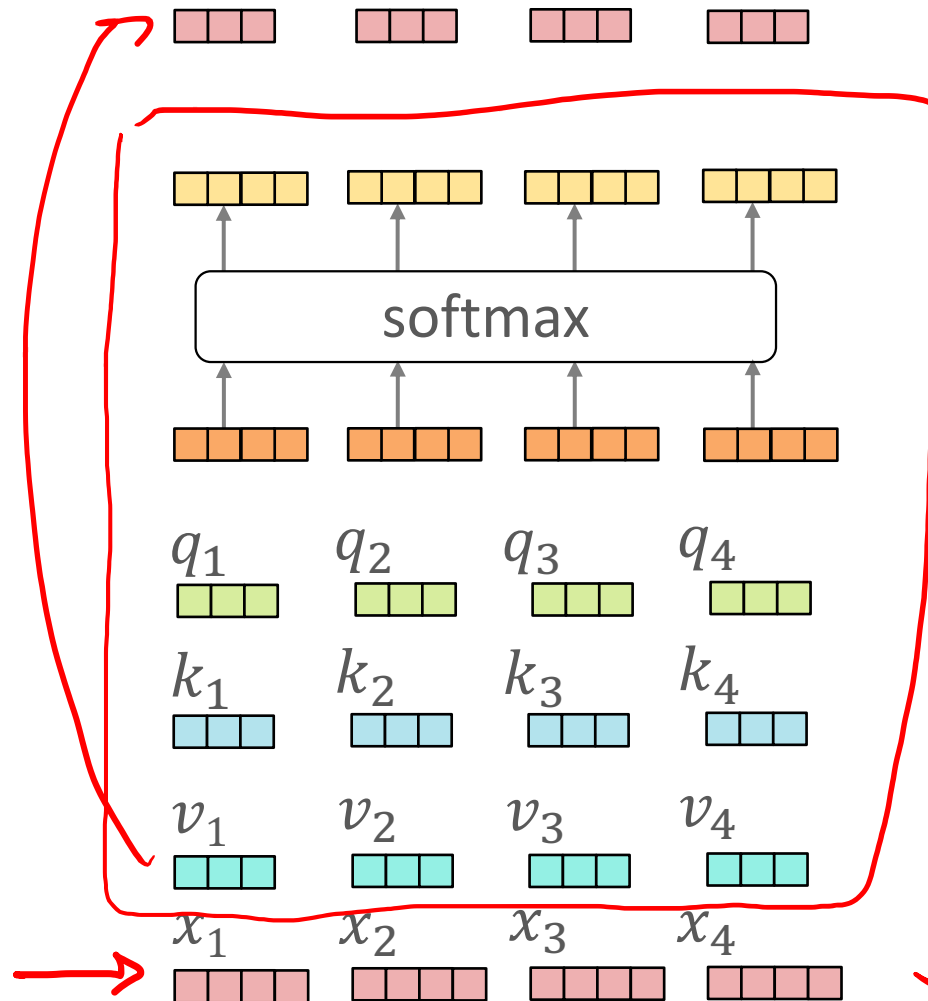 softmax
q₁ q₂ q₃ q₄
k₁ k₂ k₃ k₄
v₁ v₂ v₃ v₄
x₁ x₂ x₃ x₄